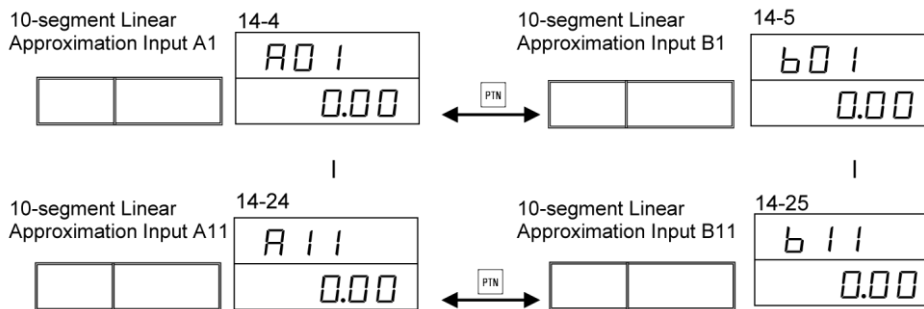 10-segment Linear
Approximation Input A1
14-4
A01
0.00
PTN
10-segment Linear
Approximation Input B1
14-5
b01
0.00
10-segment Linear
Approximation Input A11
14-24
A11
0.00
PTN
10-segment Linear
Approximation Input B11
14-25
b11
0.00